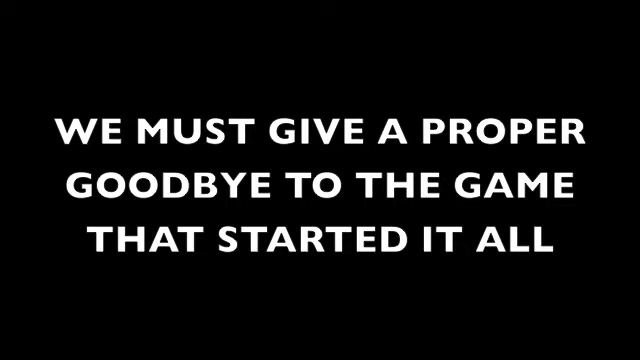 WE MUST GIVE A PROPER
GOODBYE TO THE GAME
THAT STARTED IT ALL